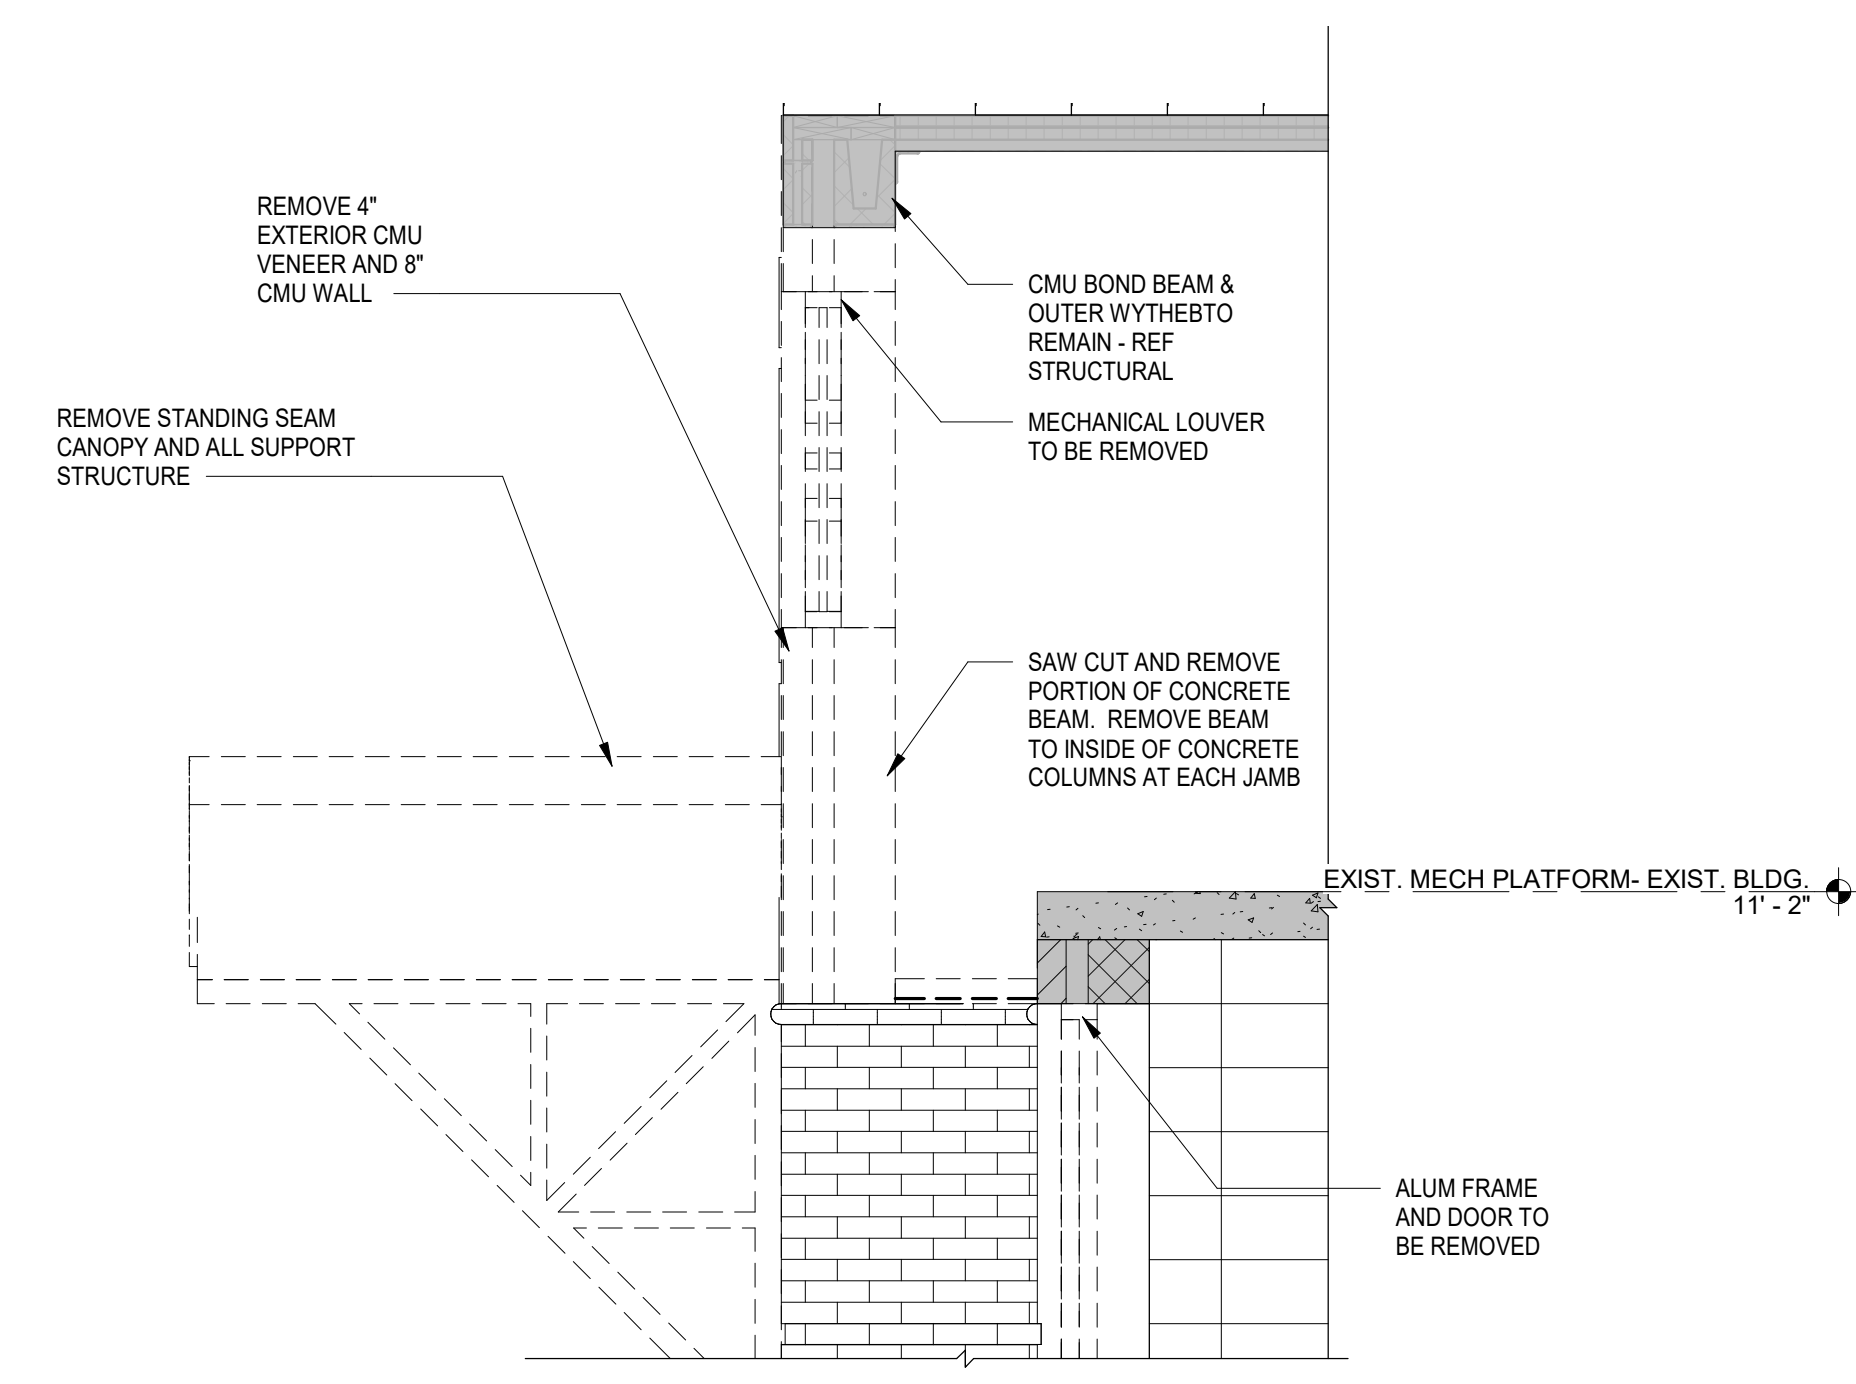 REMOVE 4"
EXTERIOR CMU
VENEER AND 8"
CMU WALL
REMOVE STANDING SEAM
CANOPY AND ALL SUPPORT
STRUCTURE
CMU BOND BEAM &
OUTER WYTHEBTO
REMAIN - REF
STRUCTURAL
MECHANICAL LOUVER
TO BE REMOVED
SAW CUT AND REMOVE
PORTION OF CONCRETE
BEAM.  REMOVE BEAM
TO INSIDE OF CONCRETE
COLUMNS AT EACH JAMB
EXIST. MECH PLATFORM- EXIST. BLDG.
11' - 2"
ALUM FRAME
AND DOOR TO
BE REMOVED